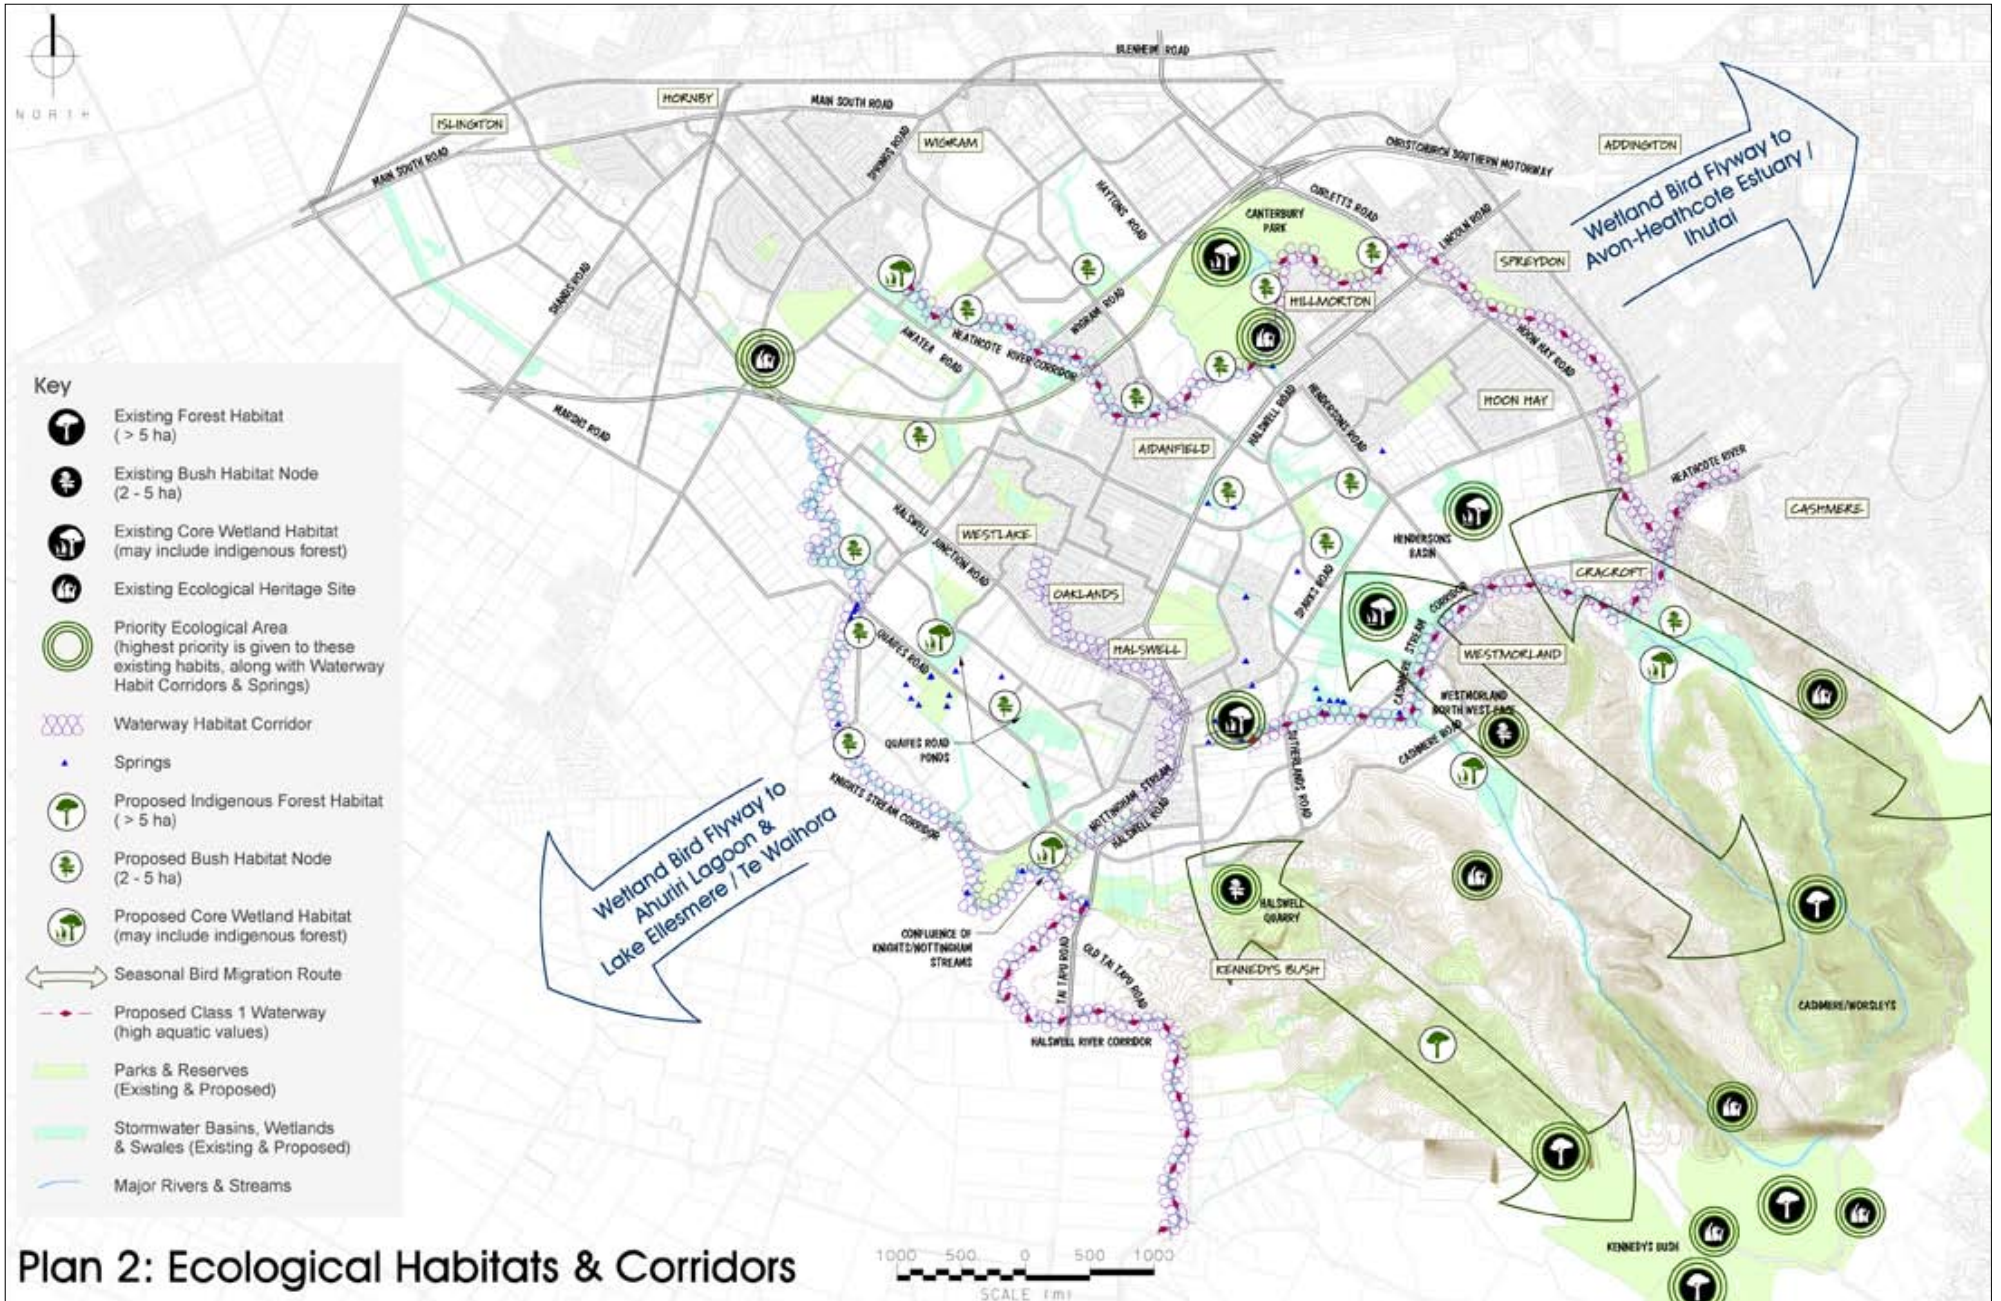 NORTH
BLENHEIM ROAD
HORNBY
MAIN SOUTH ROAD
ISLINGTON
WIGRAM
SPRINGS ROAD
MAIN SOUTH ROAD
CHRISTCHURCH SOUTHERN MOTORWAY
ADDINGTON
Wetland Bird Flyway to
Avon-Heathcote Estuary /
Ihutai
HAYTONS ROAD
CURLETTS ROAD
LINCOLN ROAD
CANTERBURY
PARK
SPREYDON
SHANDS ROAD
WIGRAM ROAD
HILLMORTON
AWATEA ROAD
HEATHCOTE RIVER CORRIDOR
HOON HAY ROAD
HOON HAY
MARSHS ROAD
HALSWELL ROAD
HENDERSONS ROAD
AIDANFIELD
HEATHCOTE RIVER
CASHMERE
HALSWELL JUNCTION ROAD
WESTLAKE
HENDERSONS
BASIN
CRACROFT
OAKLANDS
SPARKS ROAD
CASHMERE STREAM CORRIDOR
QUAIFES ROAD
HALSWELL
WESTMORLAND
WESTMORLAND
NORTH WEST FACE
QUAIFES ROAD
PONDS
SUTHERLANDS ROAD
CASHMERE ROAD
KNIGHTS STREAM CORRIDOR
NOTTINGHAM STREAM
HALSWELL ROAD
Wetland Bird Flyway to
Ahuriri Lagoon &
Lake Ellesmere / Te Waihora
HALSWELL
QUARRY
CONFLUENCE OF
KNIGHTS/NOTTINGHAM
STREAMS
TAI TAPU ROAD
OLD TAI TAPU ROAD
KENNEDYS BUSH
CASHMERE/WORSLEYS
HALSWELL RIVER CORRIDOR
KENNEDYS BUSH
Key
Existing Forest Habitat
( > 5 ha)
Existing Bush Habitat Node
(2 - 5 ha)
Existing Core Wetland Habitat
(may include indigenous forest)
Existing Ecological Heritage Site
Priority Ecological Area
(highest priority is given to these
existing habits, along with Waterway
Habit Corridors & Springs)
Waterway Habitat Corridor
Springs
Proposed Indigenous Forest Habitat
( > 5 ha)
Proposed Bush Habitat Node
(2 - 5 ha)
Proposed Core Wetland Habitat
(may include indigenous forest)
Seasonal Bird Migration Route
Proposed Class 1 Waterway
(high aquatic values)
Parks & Reserves
(Existing & Proposed)
Stormwater Basins, Wetlands
& Swales (Existing & Proposed)
Major Rivers & Streams
Plan 2: Ecological Habitats & Corridors
1000 500 0 500 1000
SCALE (m)